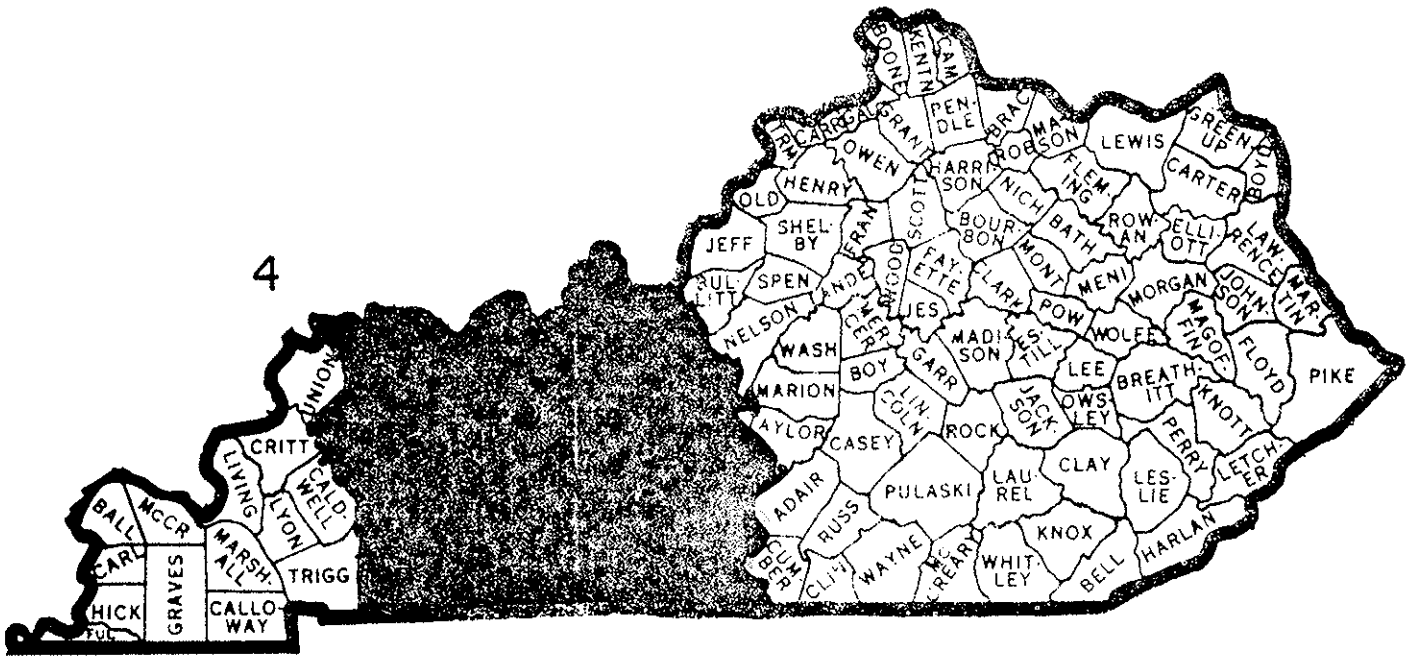 4
BOONE
KENTN
CAM
PEN-
DLE
GRANT
GAL
CARR
TRM
OWEN
BRAC
ROB
MA-
SON
LEWIS
GREEN-
UP
BOYD
CARTER
FLEM-
ING
HARRI-
SON
NICH
HENRY
OLD
SHEL-
BY
FRAN
SCOTT
BOUR-
BON
BATH
ROW-
AN
ELLI-
OTT
LAW-
RENCE
JEFF
BUL-
LITT
SPEN
ANDE
WOOD
FAY-
ETTE
CLARK
MONT
MENI
MORGAN
JOHN-
SON
MAR-
TIN
NELSON
MER-
CER
JES
POW
WOLFE
MAGOF-
FIN
FLOYD
PIKE
WASH
BOY
GARR
MADI-
SON
ES-
TILL
LEE
BREATH-
ITT
KNOTT
MARION
LIN-
COLN
JACK-
SON
OWS-
LEY
PERRY
LETCH-
ER
AYLOR
CASEY
ROCK
CLAY
LES-
LIE
ADAIR
RUSS
PULASKI
LAU-
REL
KNOX
HARLAN
CUM-
BER
CLIN
WAYNE
MC
CREARY
WHIT-
LEY
BELL
UNION
CRITT
LIVING
CALD-
WELL
LYON
TRIGG
BALL
McCR
CARL
GRAVES
MARSH-
ALL
HICK
FUL
CALLO-
WAY